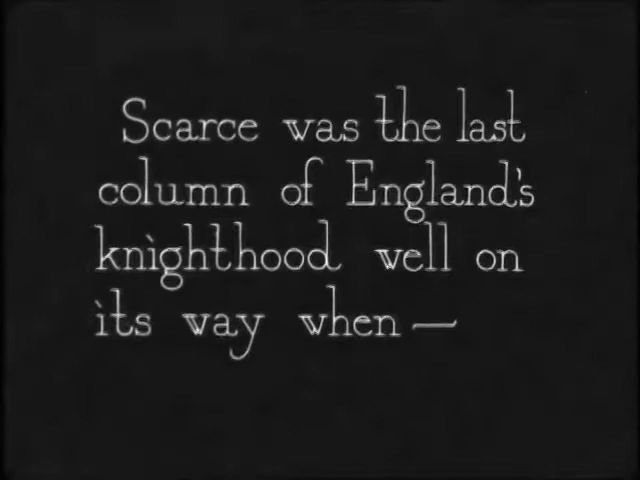 Scarce was the last
column of England's
knighthood well on
its way when —